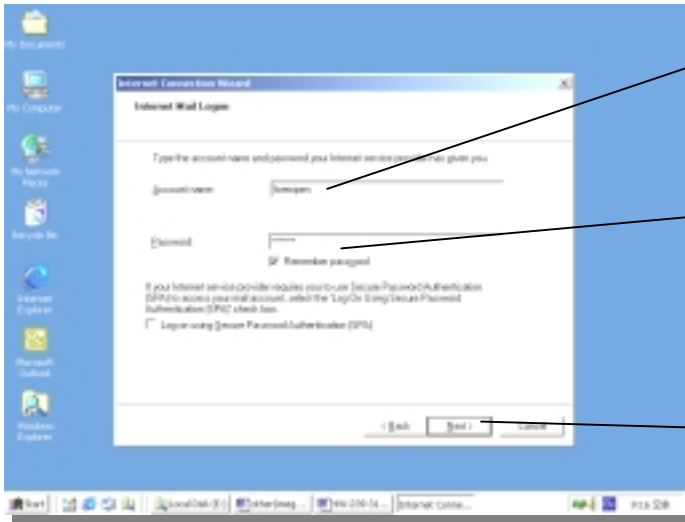 My Documents
My Computer
My Network
Places
Recycle Bin
Internet
Explorer
Microsoft
Outlook
Windows
Explorer
Internet Connection Wizard
Internet Mail Logon
Type the account name and password your Internet service provider has given you.
Account name:
Password:
Remember password
If your Internet service provider requires you to use Secure Password Authentication
(SPA) to access your mail account, select the 'Log On Using Secure Password
Authentication (SPA)' check box.
Log on using Secure Password Authentication (SPA)
< Back
Next >
Cancel
Start
Local Disk (E:)
Internet Conne...